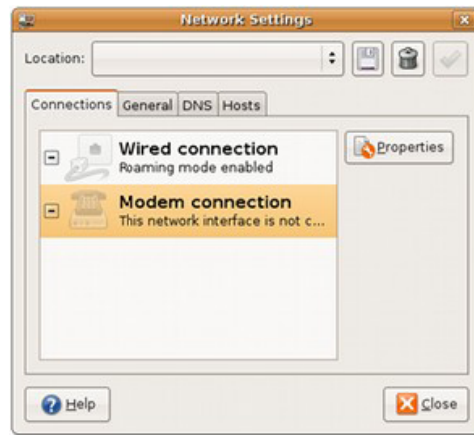 Network Settings
Location:
Connections General DNS Hosts
Wired connection
Roaming mode enabled
Properties
Modem connection
This network interface is not c...
Help
Close